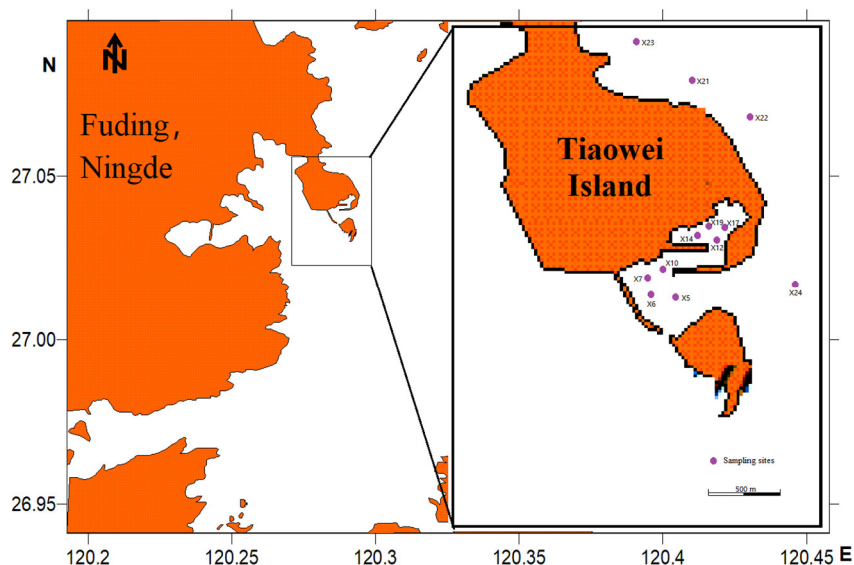 N
N
Fuding,
Ningde
27.05
27.00
26.95
120.2
120.25
120.3
120.35
120.4
120.45
E
Tiaowei
Island
X23
X21
X22
X19
X17
X14
X12
X10
X7
X6
X5
X24
Sampling sites
500 m